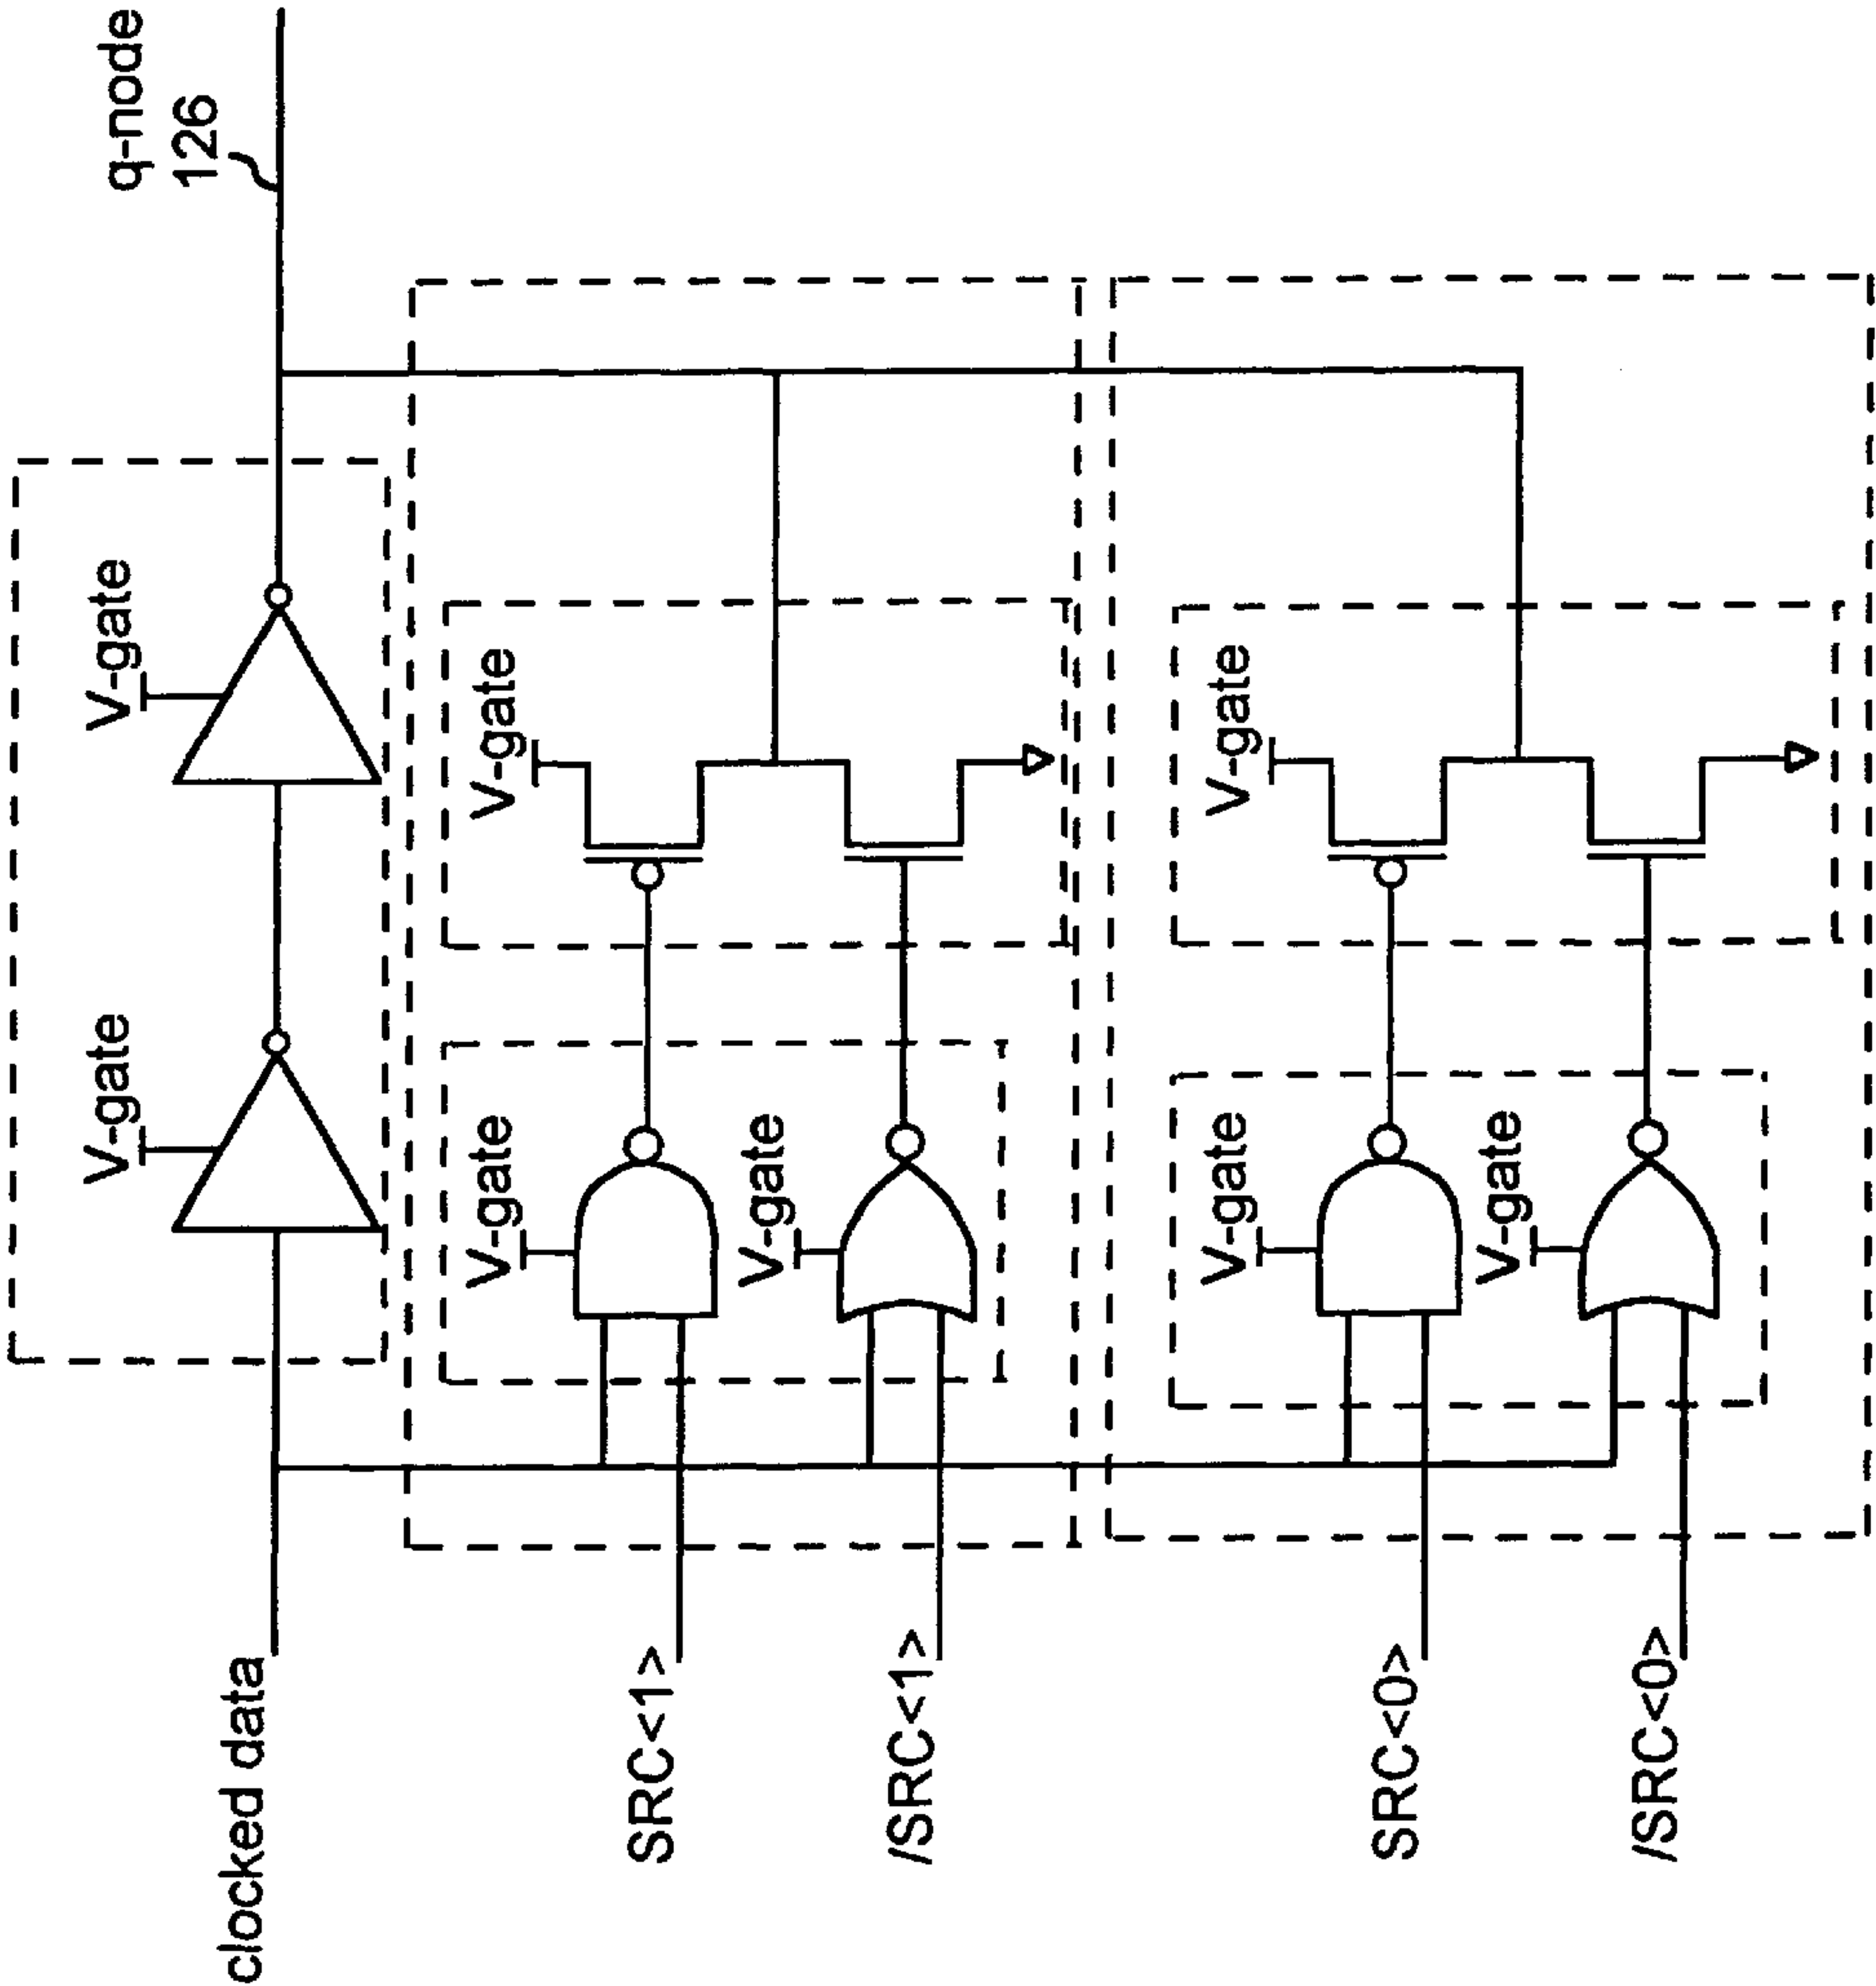 clocked data
V-gate
V-gate
q-node
126
SRC<1>
/SRC<1>
V-gate
V-gate
V-gate
SRC<0>
/SRC<0>
V-gate
V-gate
V-gate